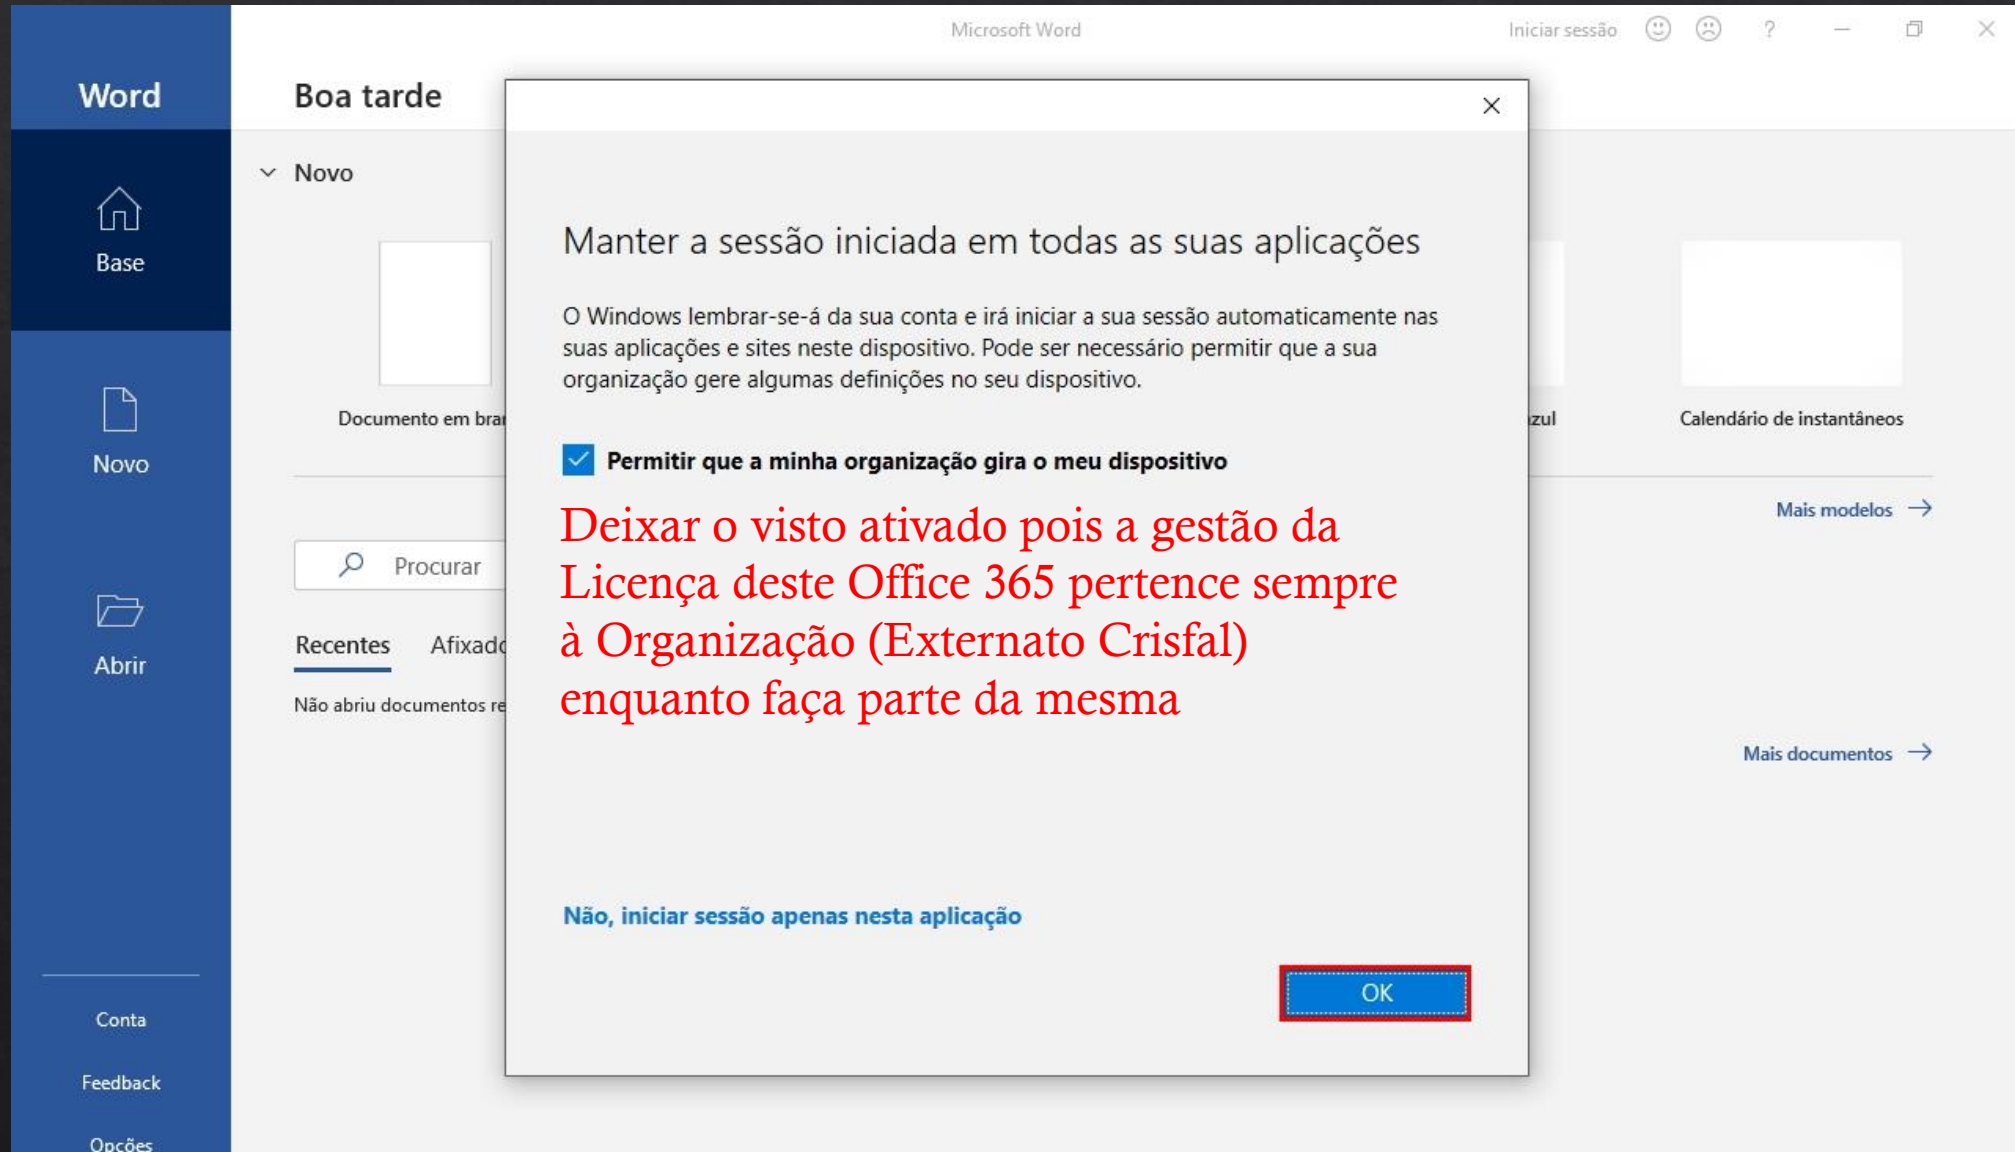 Microsoft Word
Iniciar sessão
?
Word
Boa tarde
Base
Novo
Abrir
Conta
Feedback
Opções
Novo
Documento em bra
zul
Calendário de instantâneos
Mais modelos →
Procurar
Recentes Afixado
Não abriu documentos re
Mais documentos →
Manter a sessão iniciada em todas as suas aplicações
O Windows lembrar-se-á da sua conta e irá iniciar a sua sessão automaticamente nas
suas aplicações e sites neste dispositivo. Pode ser necessário permitir que a sua
organização gere algumas definições no seu dispositivo.
Permitir que a minha organização gira o meu dispositivo
Deixar o visto ativado pois a gestão da
Licença deste Office 365 pertence sempre
à Organização (Externato Crisfal)
enquanto faça parte da mesma
Não, iniciar sessão apenas nesta aplicação
OK